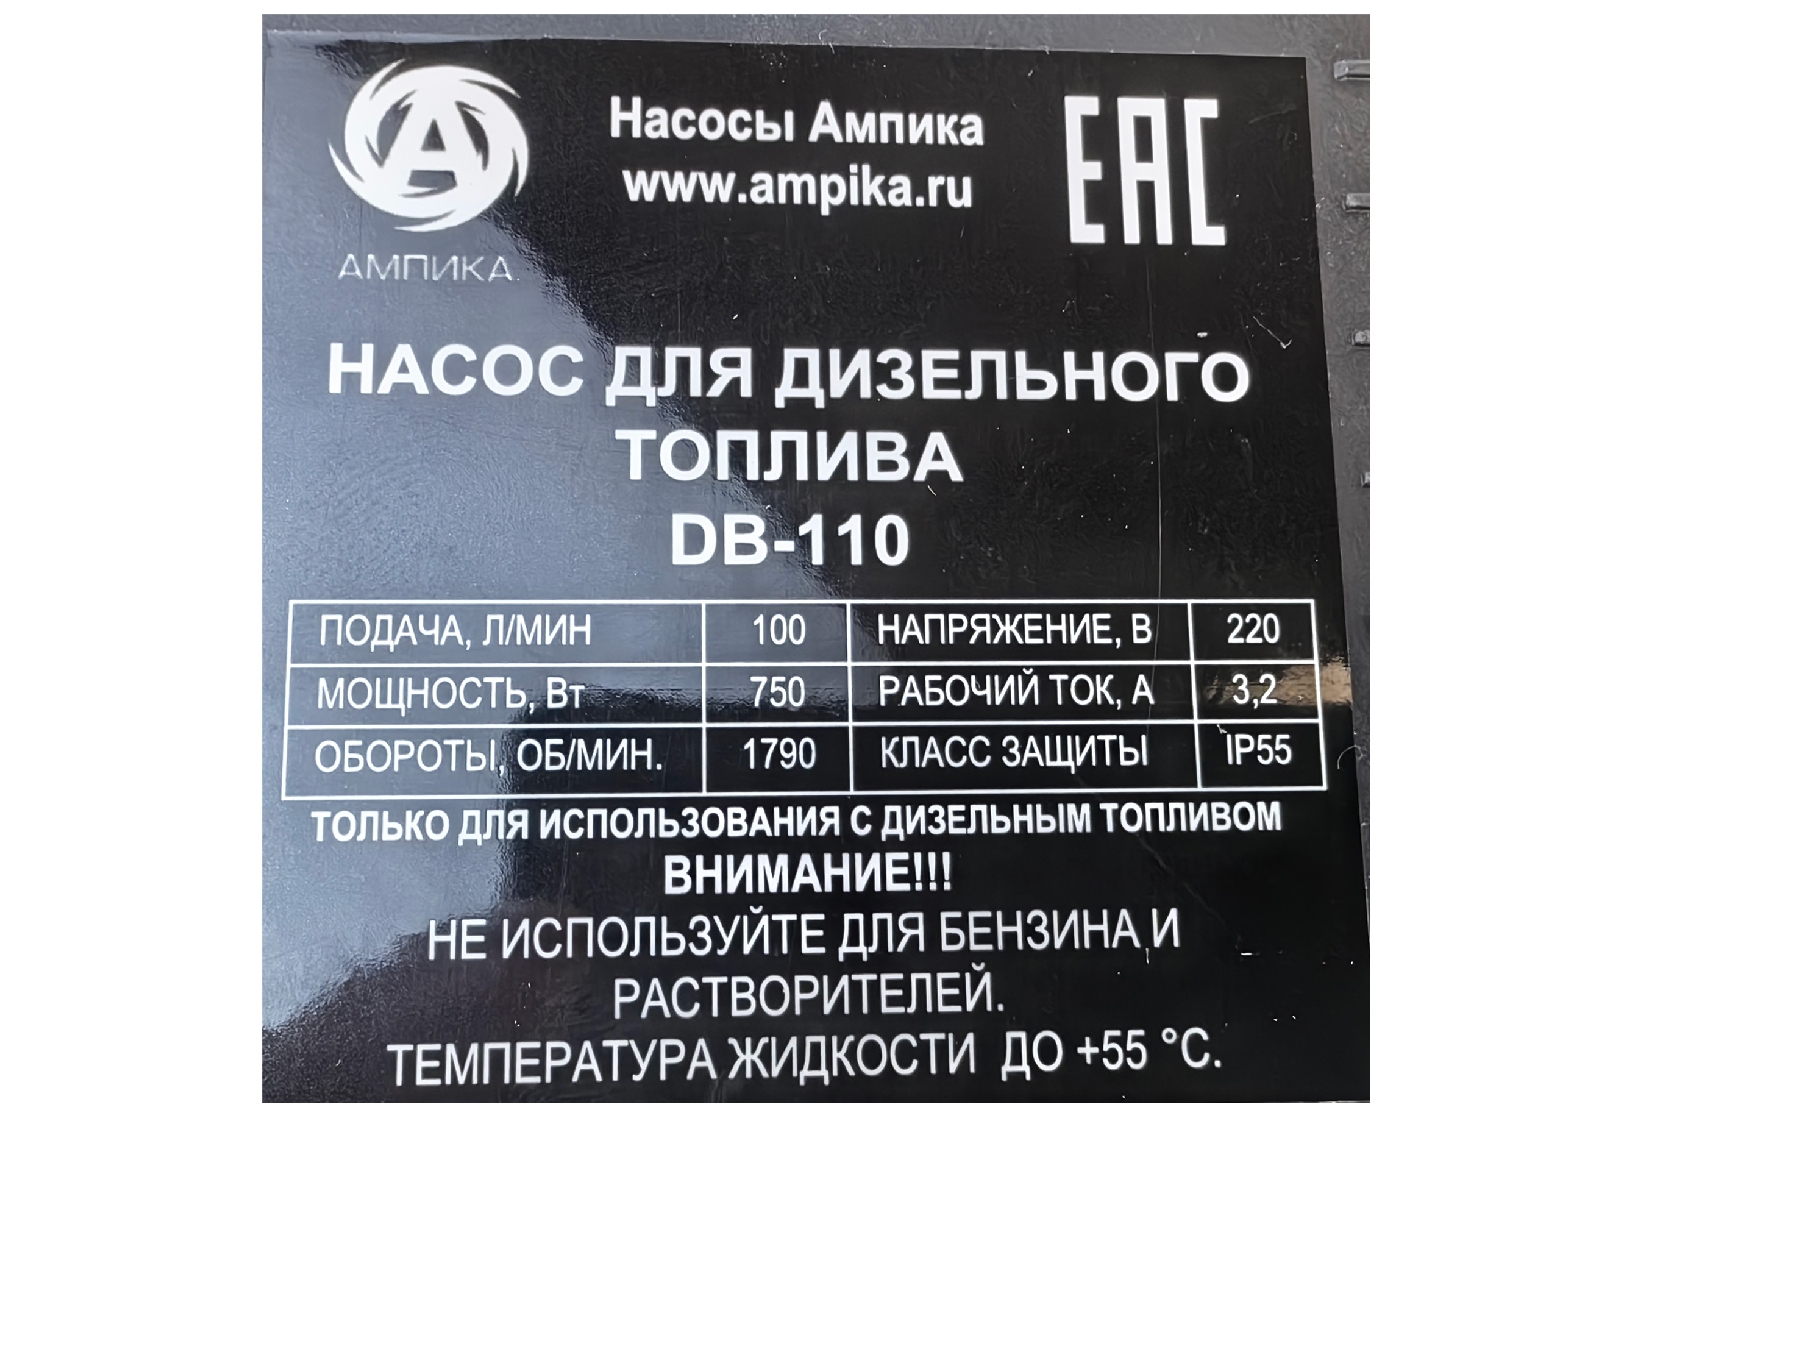 Насосы Ампика
www.ampika.ru
EAC
АМПИКА
НАСОС ДЛЯ ДИЗЕЛЬНОГО
ТОПЛИВА
DB-110
ПОДАЧА, Л/МИН 100 НАПРЯЖЕНИЕ, В 220
МОЩНОСТЬ, Вт 750 РАБОЧИЙ ТОК, А 3,2
ОБОРОТЫ, ОБ/МИН. 1790 КЛАСС ЗАЩИТЫ IP55
ТОЛЬКО ДЛЯ ИСПОЛЬЗОВАНИЯ С ДИЗЕЛЬНЫМ ТОПЛИВОМ
ВНИМАНИЕ!!!
НЕ ИСПОЛЬЗУЙТЕ ДЛЯ БЕНЗИНА И
РАСТВОРИТЕЛЕЙ.
ТЕМПЕРАТУРА ЖИДКОСТИ ДО +55 °С.